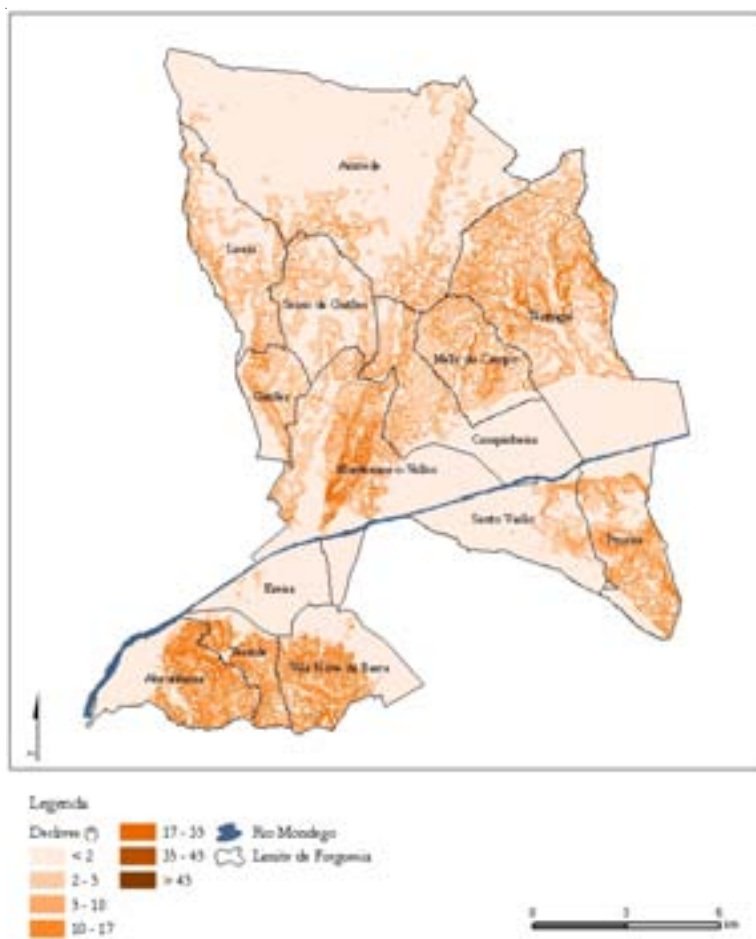 Arazede
Liceia
Seixo de Gatões
Tentúgal
Meãs do Campo
Gatões
Carapinheira
Montemor-o-Velho
Santo Varão
Pereira
Ereira
Verride
Abrunheira
Vila Nova da Barca
Legenda
Declives (º)
< 2
2 - 5
5 - 10
10 - 17
17 - 35
35 - 45
> 45
Rio Mondego
Limite de Freguesia
0 3 6
km